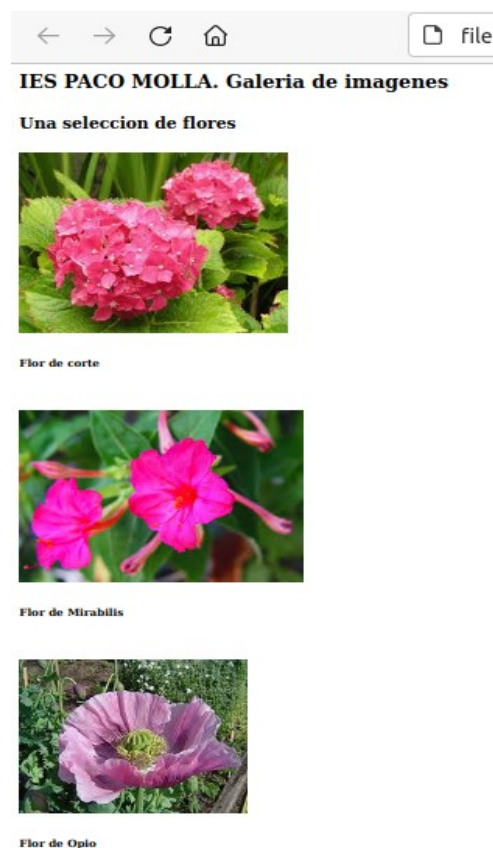 file
IES PACO MOLLA. Galeria de imagenes
Una seleccion de flores
Flor de corte
Flor de Mirabilis
Flor de Opio